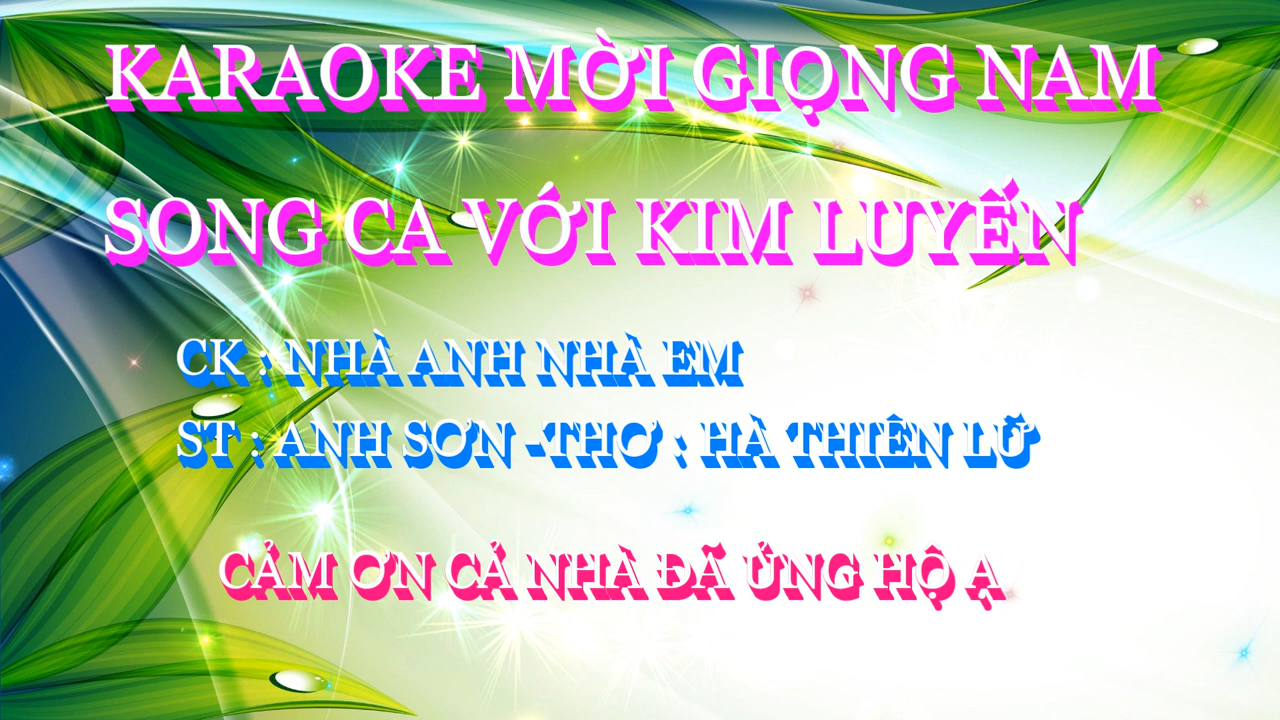 KARAOKE MỜI GIỌNG NAM
SONG CA VỚI KIM LUYẾN
CK : NHÀ ANH NHÀ EM
ST : ANH SƠN -THƠ : HÀ THIÊN LỮ
CẢM ƠN CẢ NHÀ ĐÃ ỦNG HỘ Ạ